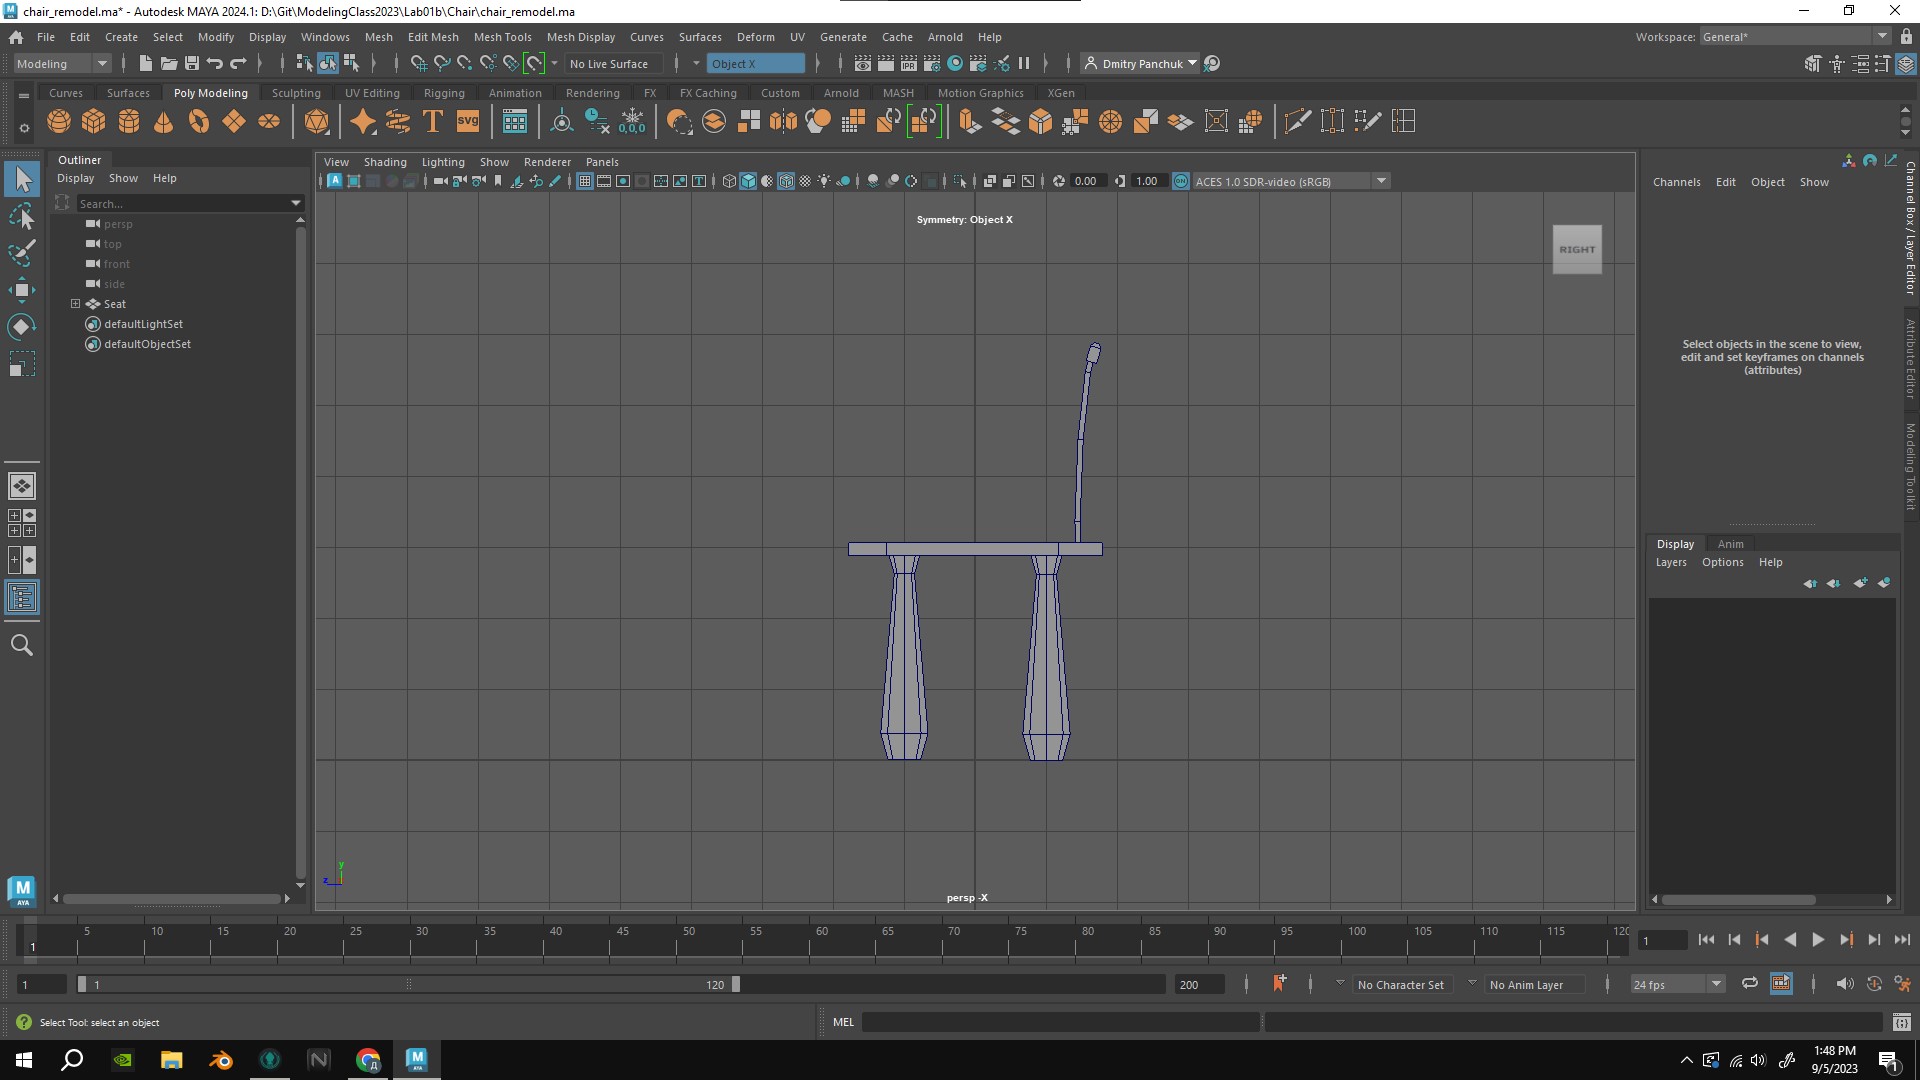 chair_remodel.ma* - Autodesk MAYA 2024.1: D:\Git\ModelingClass2023\Lab01b\Chair\chair_remodel.ma
File Edit Create Select Modify Display Windows Mesh Edit Mesh Mesh Tools Mesh Display Curves Surfaces Deform UV Generate Cache Arnold Help Workspace: General*
Modeling No Live Surface Object X Dmitry Panchuk
Curves Surfaces Poly Modeling Sculpting UV Editing Rigging Animation Rendering FX FX Caching Custom Arnold MASH Motion Graphics XGen
T svg 0,0,0
Outliner
Display Show Help
Search...
persp
top
front
side
Seat
defaultLightSet
defaultObjectSet
View Shading Lighting Show Renderer Panels
0.00 1.00 ACES 1.0 SDR-video (sRGB)
Symmetry: Object X
RIGHT
y
z
persp -X
Channels Edit Object Show
Select objects in the scene to view,
edit and set keyframes on channels
(attributes)
Channel Box / Layer Editor
Attribute Editor
Modeling Toolkit
Display Anim
Layers Options Help
5 10 15 20 25 30 35 40 45 50 55 60 65 70 75 80 85 90 95 100 105 110 115 120
1 1
1 1 120 200 No Character Set No Anim Layer 24 fps
Select Tool: select an object MEL
1:48 PM
9/5/2023